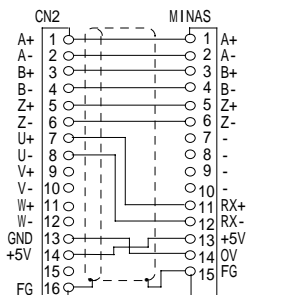 CN2 MINAS
A+ 1 1 A+
A- 2 2 A-
B+ 3 3 B+
B- 4 4 B-
Z+ 5 5 Z+
Z- 6 6 Z-
U+ 7 7 -
U- 8 8 -
V+ 9 9 -
V- 10 10 -
W+ 11 11 RX+
W- 12 12 RX-
GND 13 13 +5V
+5V 14 14 0V
15 15 FG
FG 16